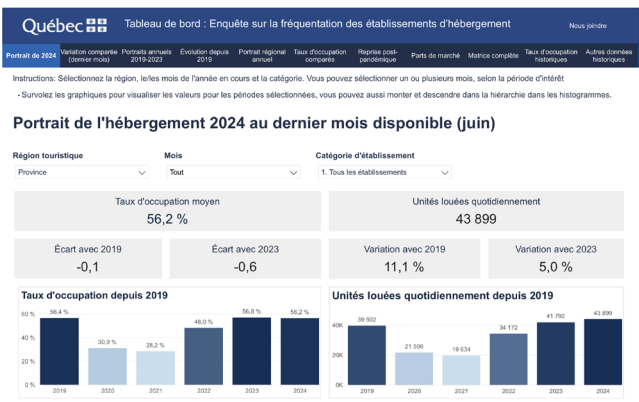 Québec
Tableau de bord : Enquête sur la fréquentation des établissements d'hébergement
Nous joindre
Portrait de 2024
Variation comparée (dernier mois)
Portraits annuels 2019-2023
Évolution depuis 2019
Portrait régional annuel
Taux d'occupation comparés
Reprise post-pandémique
Parts de marché
Matrice complète
Taux d'occupation historiques
Autres données historiques
Instructions: Sélectionnez la région, le/les mois de l'année en cours et la catégorie. Vous pouvez sélectionner un ou plusieurs mois, selon la période d'intérêt
- Survolez les graphiques pour visualiser les valeurs pour les périodes sélectionnées, vous pouvez aussi monter et descendre dans la hiérarchie dans les histogrammes.
Portrait de l'hébergement 2024 au dernier mois disponible (juin)
Région touristique
Mois
Catégorie d'établissement
Province
Tout
1. Tous les établissements
Taux d'occupation moyen
56,2 %
Unités louées quotidiennement
43 899
Écart avec 2019
-0,1
Écart avec 2023
-0,6
Variation avec 2019
11,1 %
Variation avec 2023
5,0 %
Taux d'occupation depuis 2019
60 %
40 %
20 %
0 %
56,4 %
30,9 %
28,2 %
48,0 %
56,8 %
56,2 %
2019
2020
2021
2022
2023
2024
Unités louées quotidiennement depuis 2019
40K
20K
0K
39 502
21 596
19 634
34 172
41 792
43 899
2019
2020
2021
2022
2023
2024